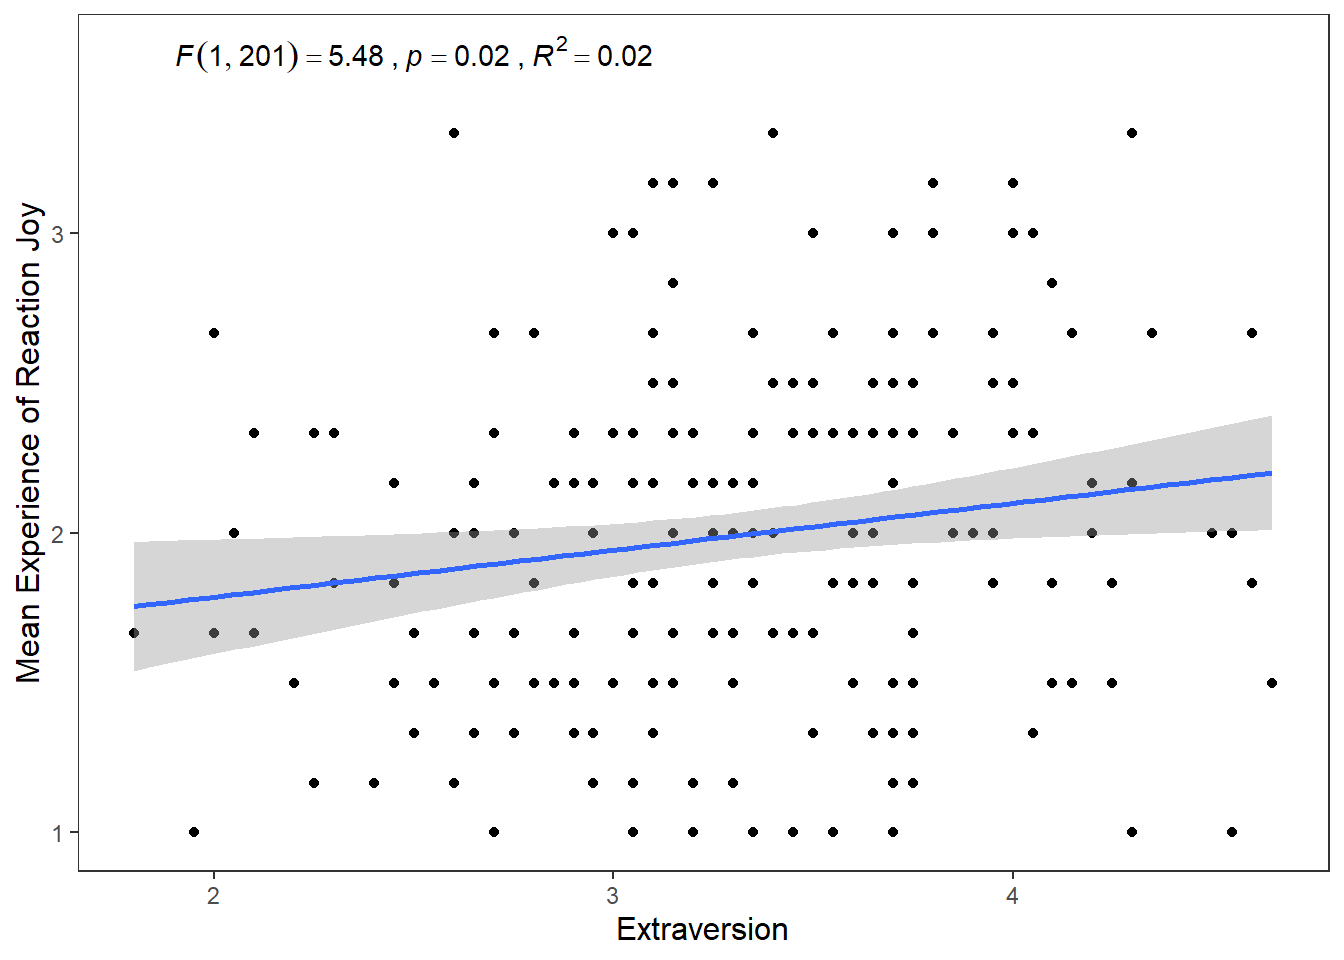 F(1, 201) = 5.48 , p = 0.02 , R² = 0.02
Mean Experience of Reaction Joy
3
2
1
2
3
4
Extraversion